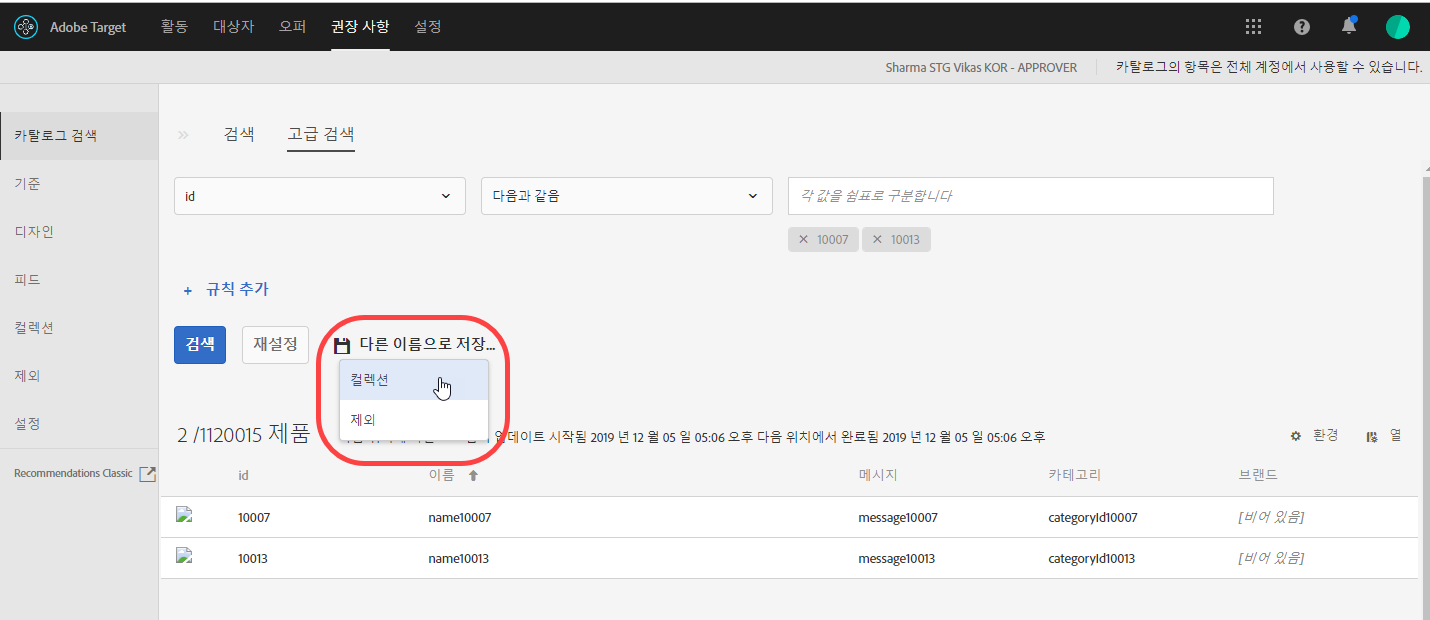 Adobe Target 활동 대상자 오퍼 권장 사항 설정
Sharma STG Vikas KOR - APPROVER 카탈로그의 항목은 전체 계정에서 사용할 수 있습니다.
카탈로그 검색
기준
디자인
피드
컬렉션
제외
설정
Recommendations Classic
검색 고급 검색
id 다음과 같음 각 값을 쉼표로 구분합니다
× 10007 × 10013
+ 규칙 추가
검색 재설정 다른 이름으로 저장...
컬렉션
제외
2 /1120015 제품 업데이트 시작됨 2019 년 12 월 05 일 05:06 오후 다음 위치에서 완료됨 2019 년 12 월 05 일 05:06 오후 환경 열
id 이름 메시지 카테고리 브랜드
10007 name10007 message10007 categoryId10007 [비어 있음]
10013 name10013 message10013 categoryId10013 [비어 있음]